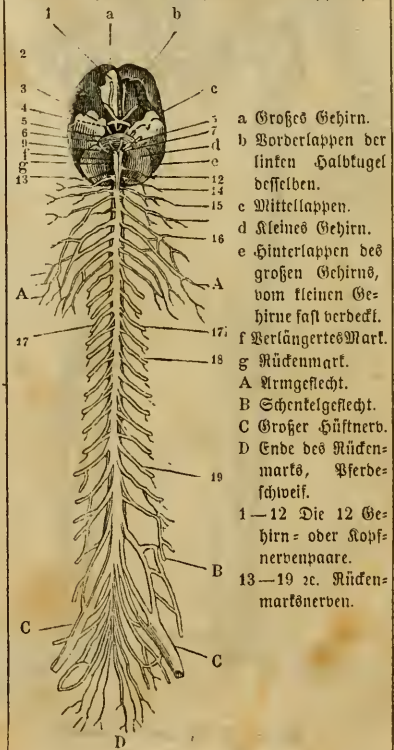 1 a b
2
3 c
4
5
6 7
9 d
f e
g
13 12
14
15
16
A A
17 17
18
19
B
C C
D
a Großes Gehirn.
b Vorderlappen der
linken Halbkugel
desselben.
c Mittellappen.
d Kleines Gehirn.
e Hinterlappen des
großen Gehirns,
vom kleinen Ge=
hirne fast verdeckt.
f Verlängertes Mark.
g Rückenmark.
A Armgeflecht.
B Schenkelgeflecht.
C Großer Hüftnerv.
D Ende des Rücken=
marks, Pferde=
schweif.
1—12 Die 12 Ge=
hirn= oder Kopf=
nervenpaare.
13—19 ꝛc. Rücken=
marksnerven.